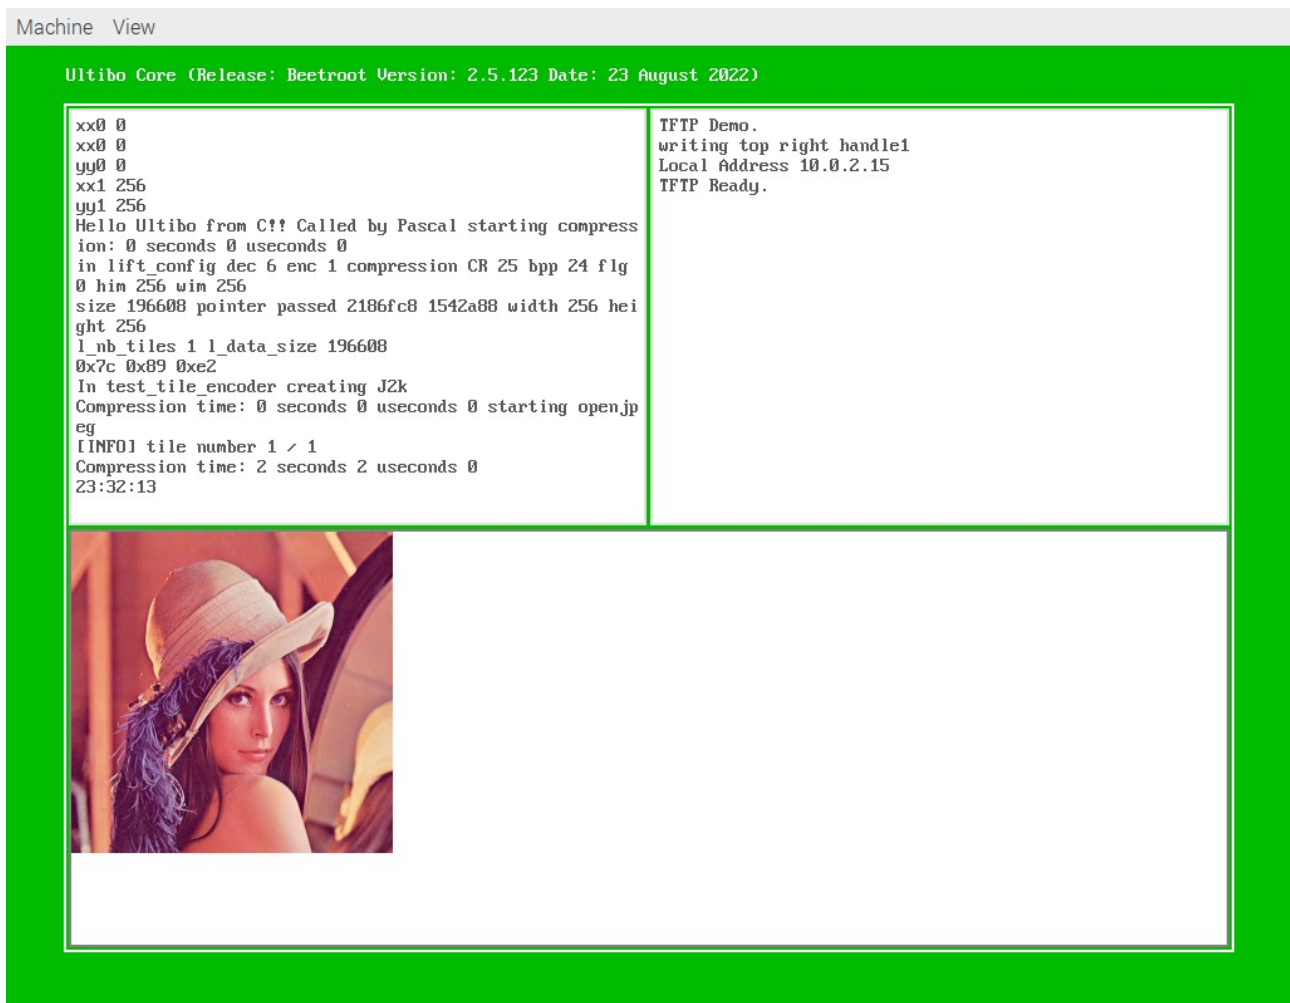 Machine View
Ultibo Core (Release: Beetroot Version: 2.5.123 Date: 23 August 2022)
xx0 0
xx0 0
yy0 0
xx1 256
yy1 256
Hello Ultibo from C!! Called by Pascal starting compress
ion: 0 seconds 0 useconds 0
in lift_config dec 6 enc 1 compression CR 25 bpp 24 flg
0 him 256 wim 256
size 196608 pointer passed 2186fc8 1542a88 width 256 hei
ght 256
l_nb_tiles 1 l_data_size 196608
0x7c 0x89 0xe2
In test_tile_encoder creating J2k
Compression time: 0 seconds 0 useconds 0 starting openjp
eg
[INFO] tile number 1 / 1
Compression time: 2 seconds 2 useconds 0
23:32:13
TFTP Demo.
writing top right handle1
Local Address 10.0.2.15
TFTP Ready.